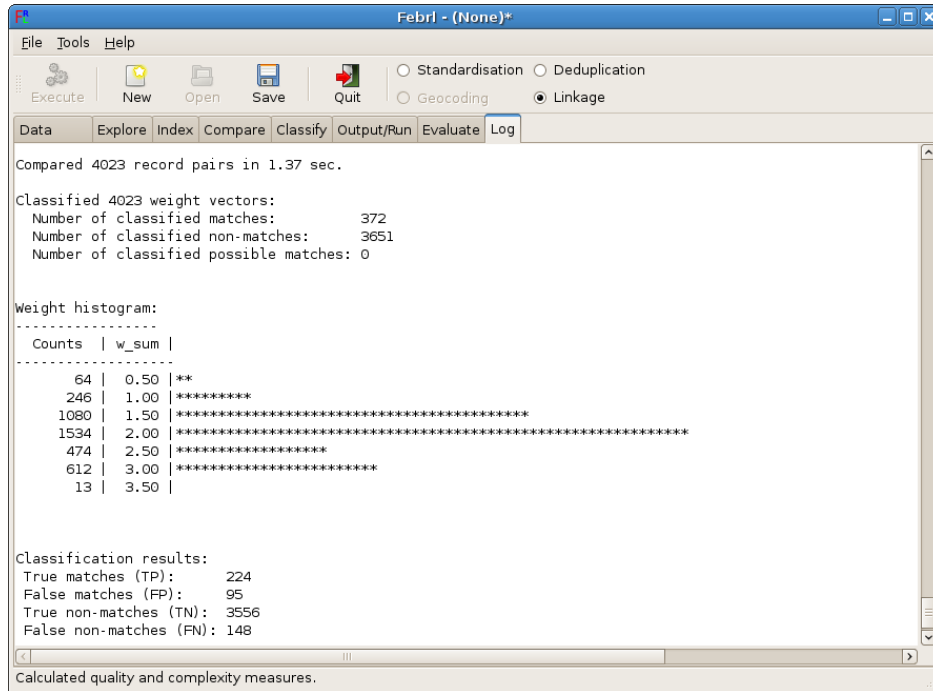 Febrl - (None)*
File Tools Help
Execute New Open Save Quit Standardisation Deduplication
Geocoding Linkage
Data Explore Index Compare Classify Output/Run Evaluate Log
Compared 4023 record pairs in 1.37 sec.
Classified 4023 weight vectors:
Number of classified matches: 372
Number of classified non-matches: 3651
Number of classified possible matches: 0
Weight histogram:
-----------------
Counts | w_sum |
-------------------
64 | 0.50 |**
246 | 1.00 |*********
1080 | 1.50 |******************************************
1534 | 2.00 |*************************************************************
474 | 2.50 |******************
612 | 3.00 |************************
13 | 3.50 |
Classification results:
True matches (TP): 224
False matches (FP): 95
True non-matches (TN): 3556
False non-matches (FN): 148
Calculated quality and complexity measures.